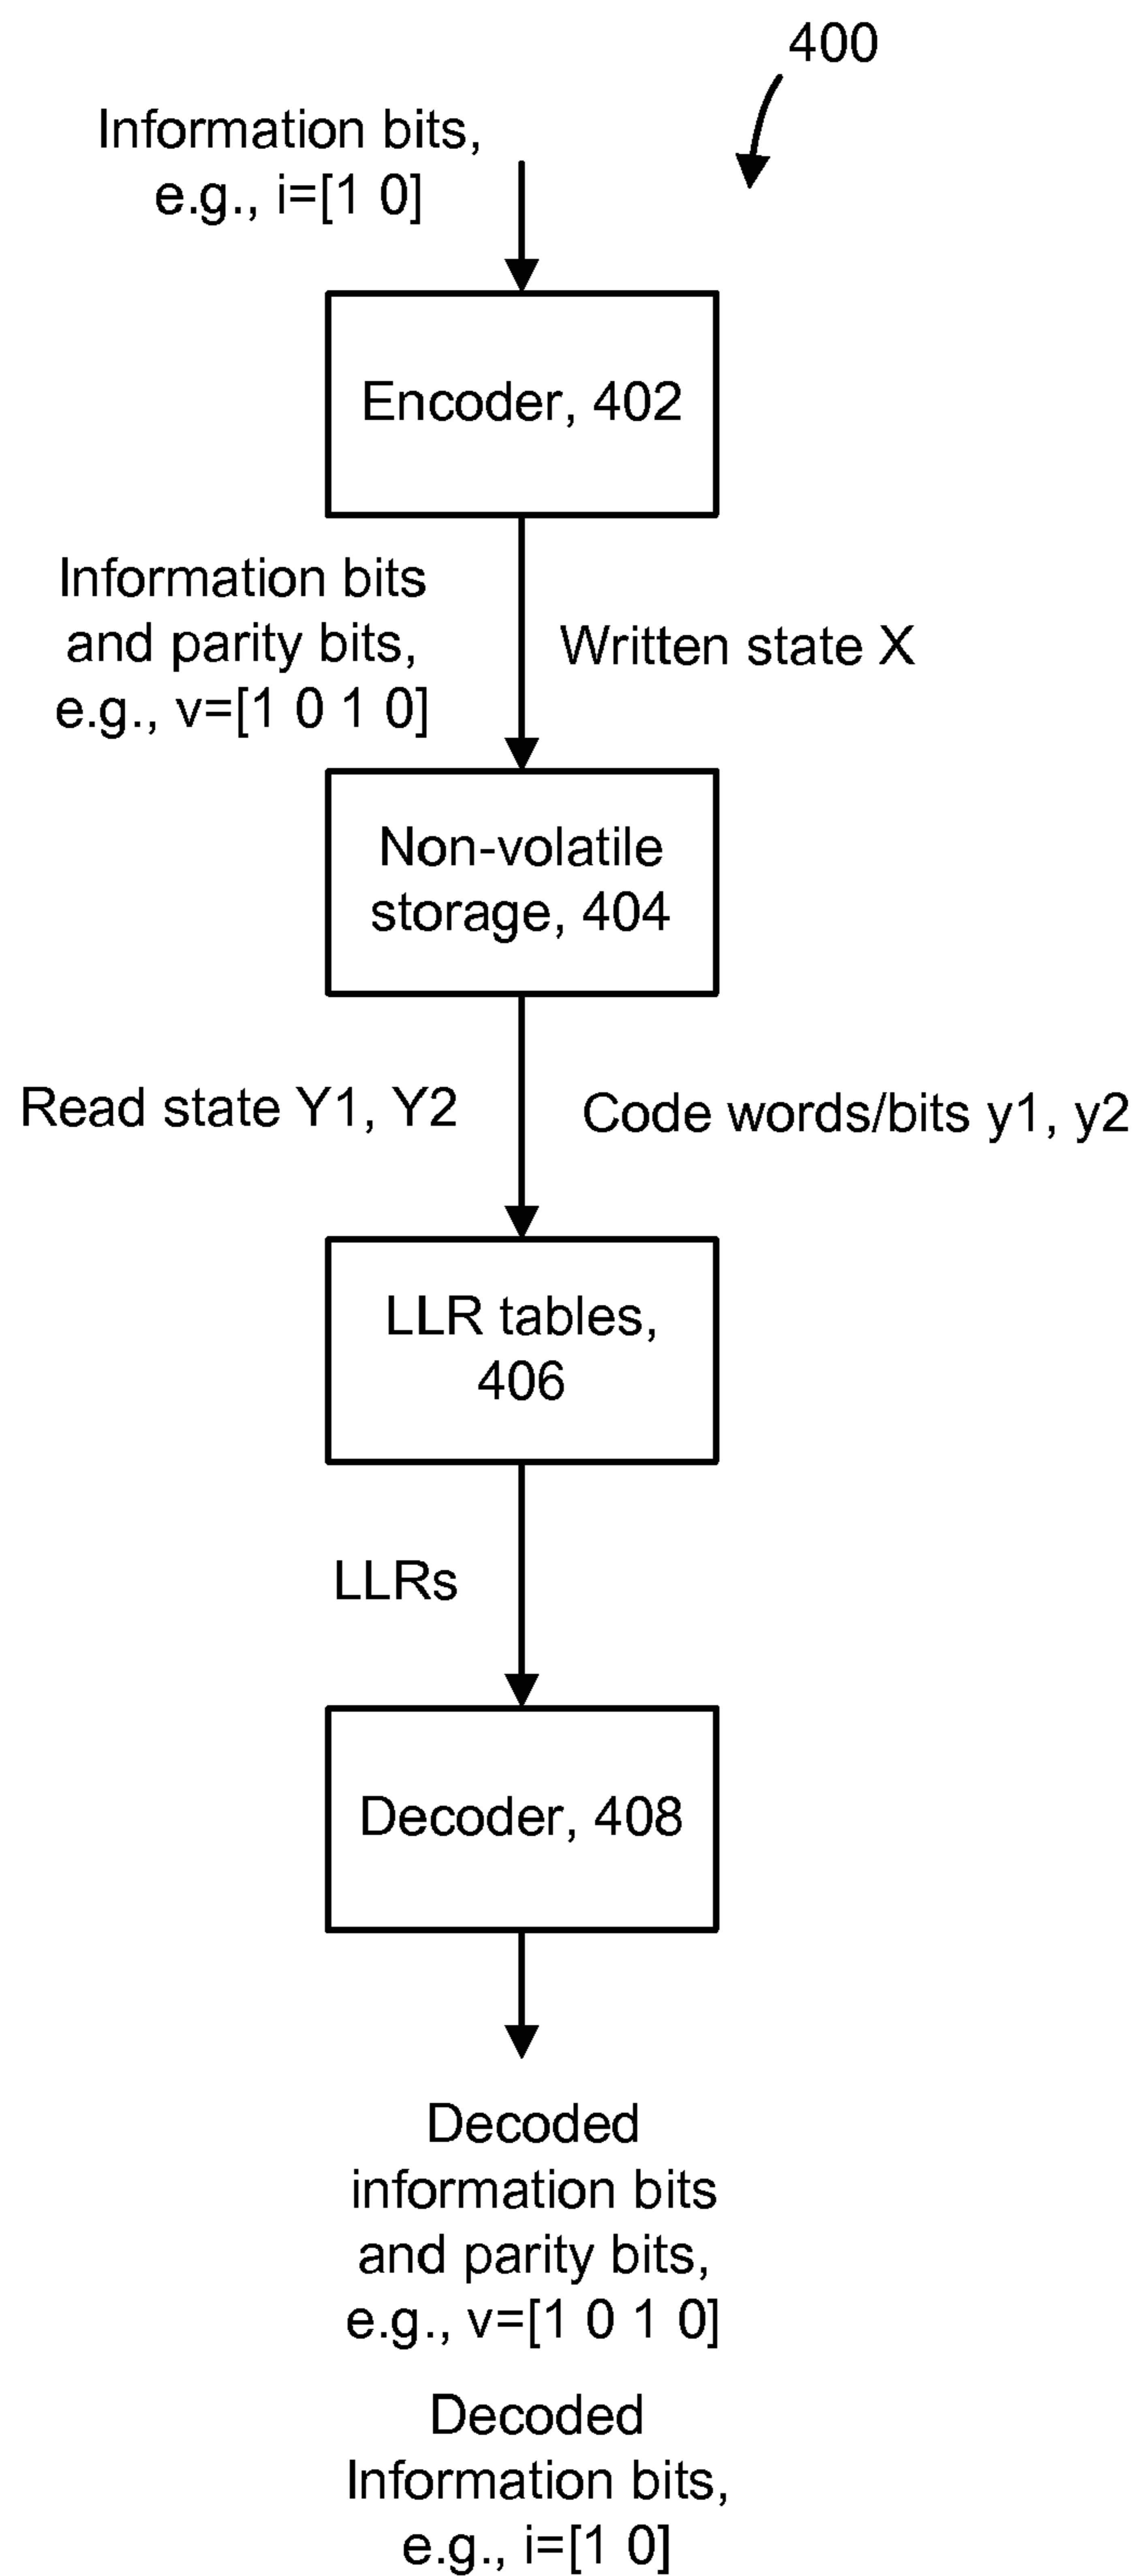 400
Information bits,
e.g., i=[1 0]
Encoder, 402
Information bits
and parity bits,
e.g., v=[1 0 1 0]
Written state X
Non-volatile
storage, 404
Read state Y1, Y2
Code words/bits y1, y2
LLR tables,
406
LLRs
Decoder, 408
Decoded
information bits
and parity bits,
e.g., v=[1 0 1 0]
Decoded
Information bits,
e.g., i=[1 0]